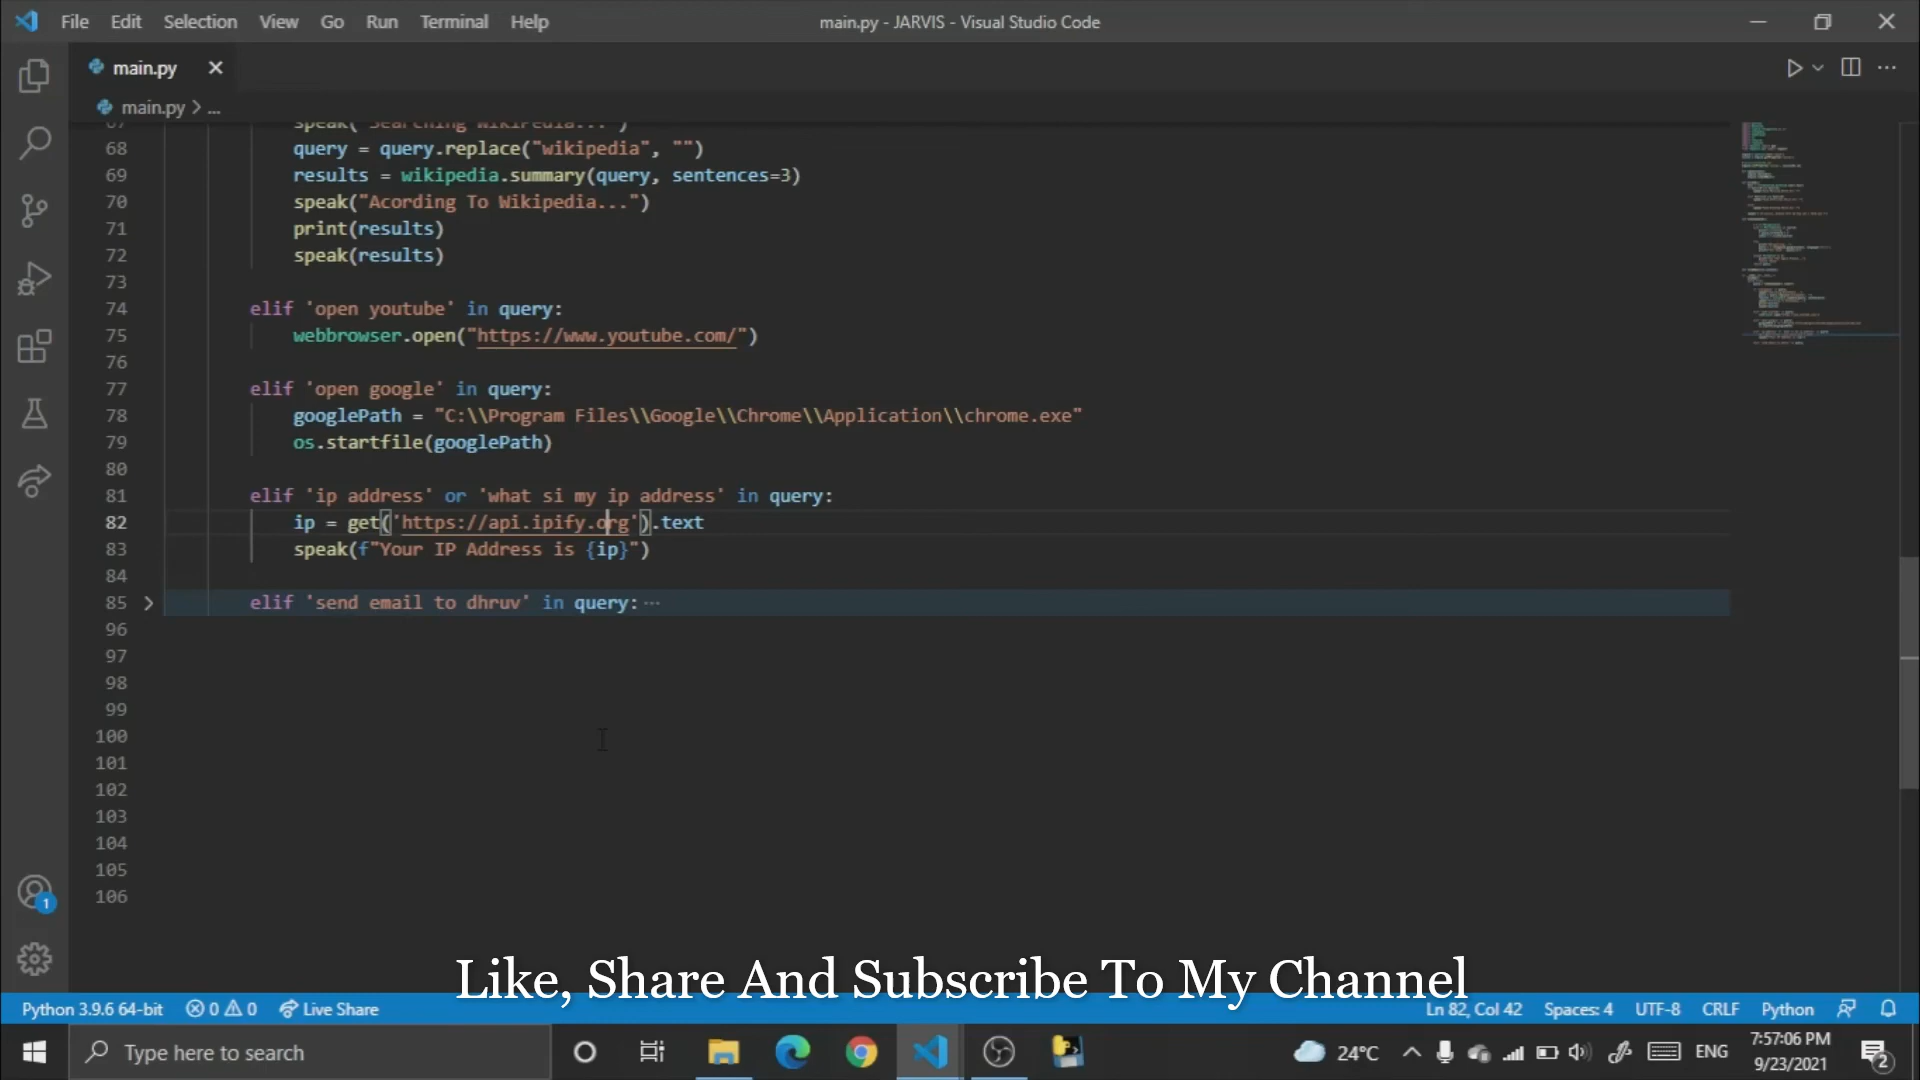 File Edit Selection View Go Run Terminal Help
main.py - JARVIS - Visual Studio Code
main.py
main.py > ...
67 speak("Searching WikiPedia...")
68 query = query.replace("wikipedia", "")
69 results = wikipedia.summary(query, sentences=3)
70 speak("Acording To Wikipedia...")
71 print(results)
72 speak(results)
73
74 elif 'open youtube' in query:
75 webbrowser.open("https://www.youtube.com/")
76
77 elif 'open google' in query:
78 googlePath = "C:\\Program Files\\Google\\Chrome\\Application\\chrome.exe"
79 os.startfile(googlePath)
80
81 elif 'ip address' or 'what si my ip address' in query:
82 ip = get('https://api.ipify.org').text
83 speak(f"Your IP Address is {ip}")
84
85 elif 'send email to dhruv' in query: ...
96
97
98
99
100
101
102
103
104
105
106
1
Like, Share And Subscribe To My Channel
Python 3.9.6 64-bit 0 0 Live Share Ln 82, Col 42 Spaces: 4 UTF-8 CRLF Python
Type here to search 24°C ENG 7:57:06 PM
9/23/2021 2